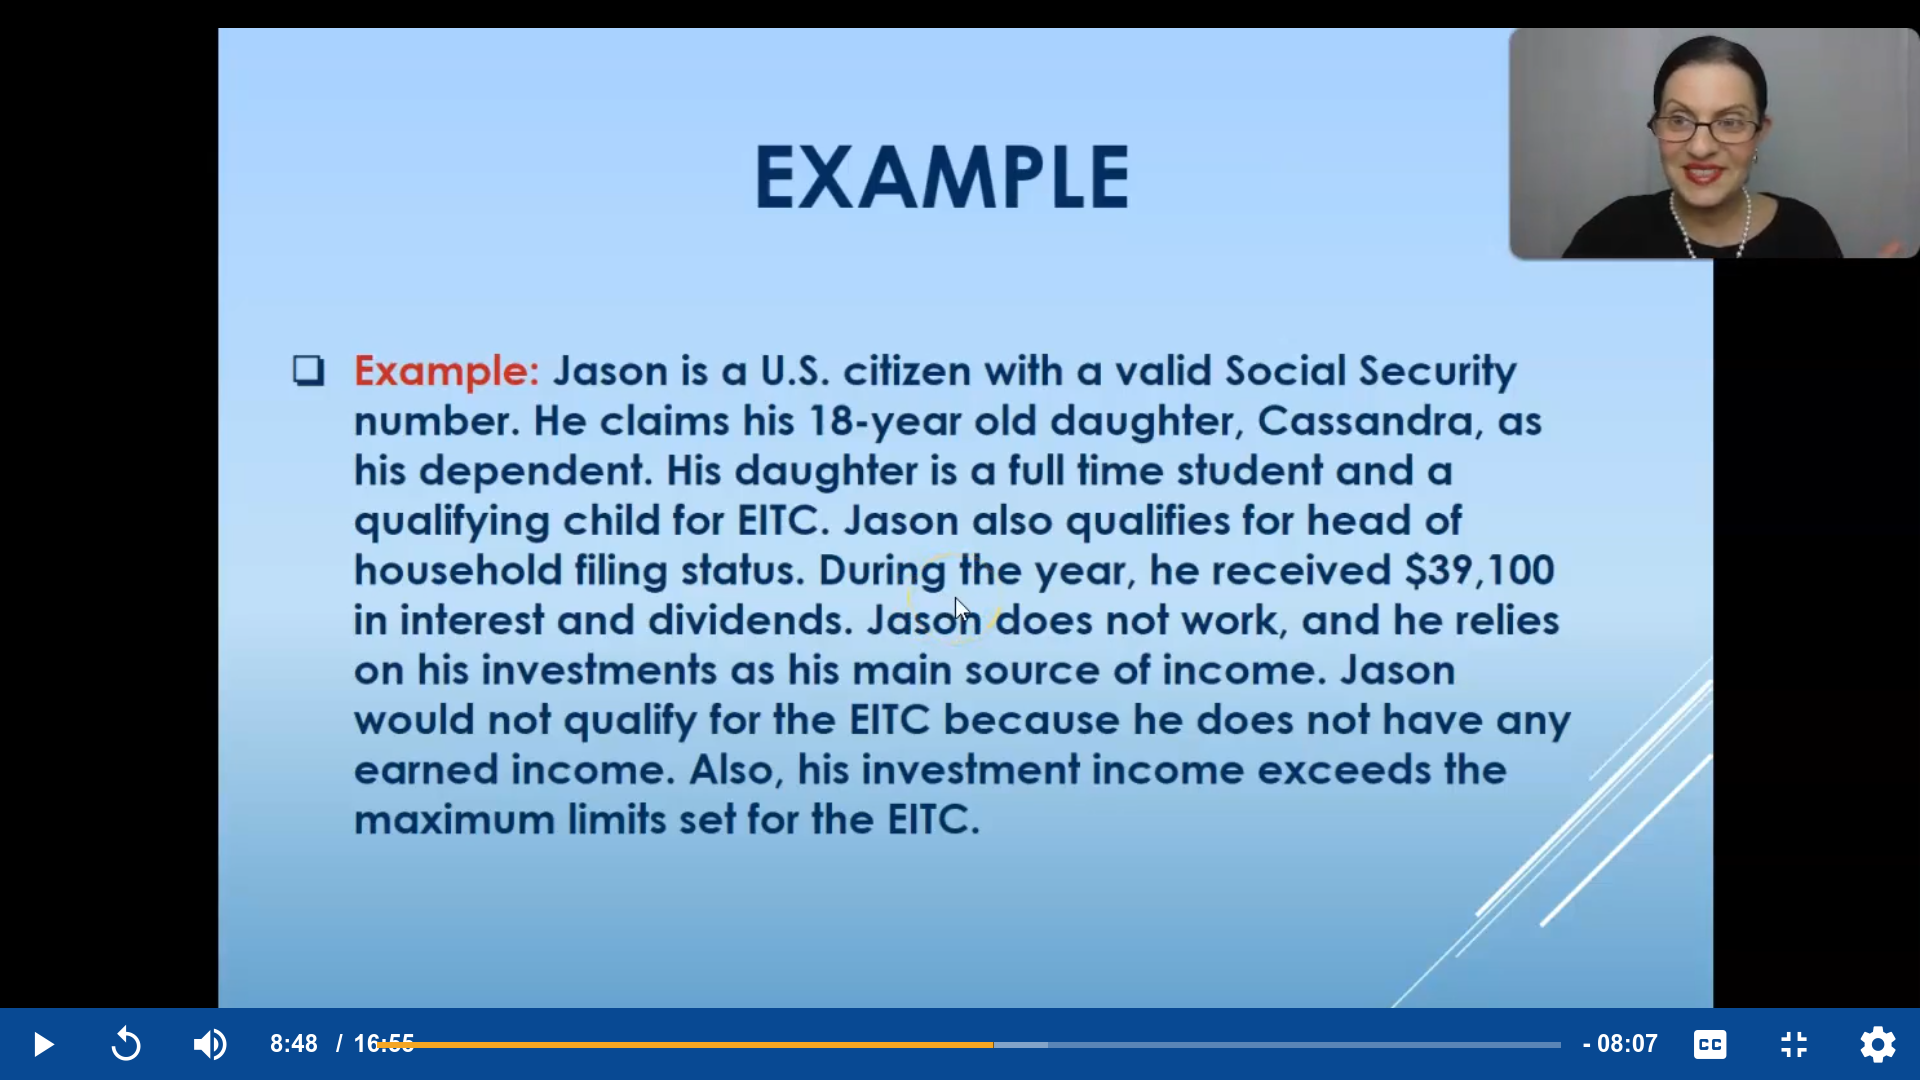 EXAMPLE
Example: Jason is a U.S. citizen with a valid Social Security
number. He claims his 18-year old daughter, Cassandra, as
his dependent. His daughter is a full time student and a
qualifying child for EITC. Jason also qualifies for head of
household filing status. During the year, he received $39,100
in interest and dividends. Jason does not work, and he relies
on his investments as his main source of income. Jason
would not qualify for the EITC because he does not have any
earned income. Also, his investment income exceeds the
maximum limits set for the EITC.
8:48 / 16:55 - 08:07 CC